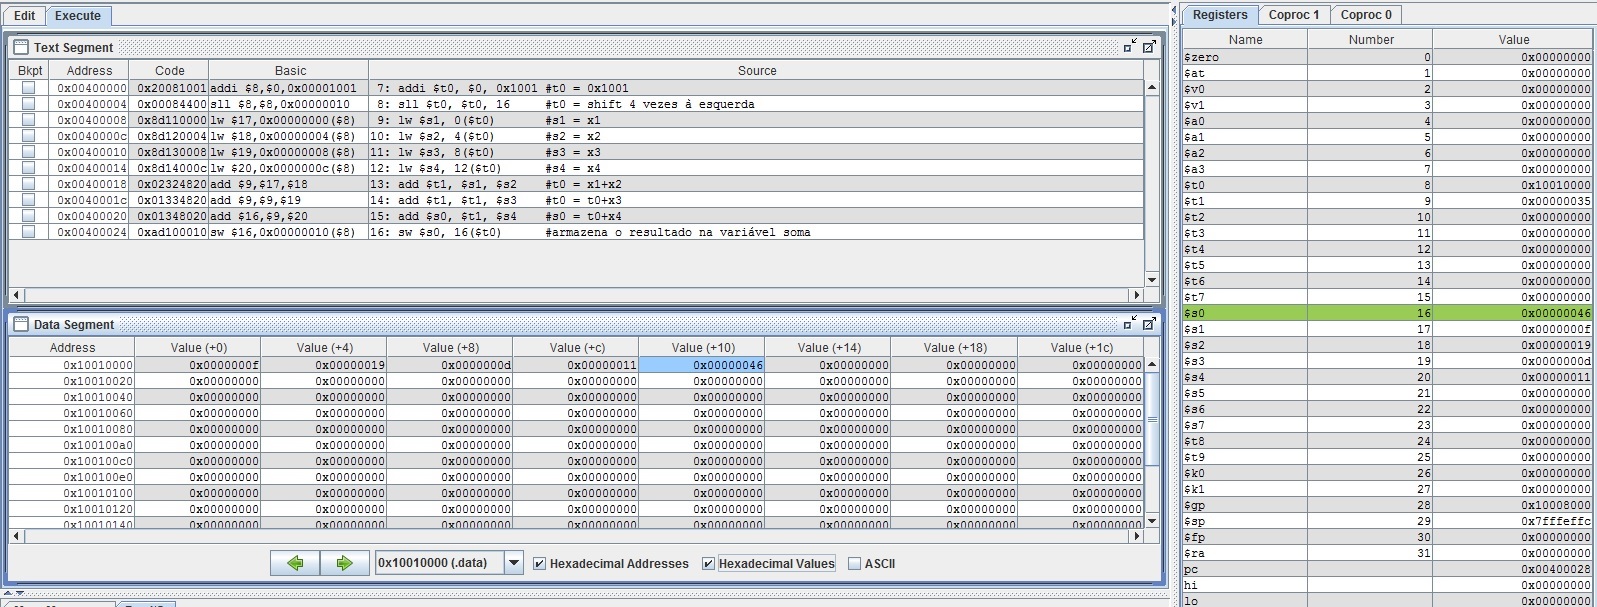 Edit Execute
Text Segment
Bkpt Address Code Basic Source
0x00400000 0x20081001 addi $8,$0,0x00001001 7: addi $t0, $0, 0x1001 #t0 = 0x1001
0x00400004 0x00084400 sll $8,$8,0x00000010 8: sll $t0, $t0, 16 #t0 = shift 4 vezes à esquerda
0x00400008 0x8d110000 lw $17,0x00000000($8) 9: lw $s1, 0($t0) #s1 = x1
0x0040000c 0x8d120004 lw $18,0x00000004($8) 10: lw $s2, 4($t0) #s2 = x2
0x00400010 0x8d130008 lw $19,0x00000008($8) 11: lw $s3, 8($t0) #s3 = x3
0x00400014 0x8d14000c lw $20,0x0000000c($8) 12: lw $s4, 12($t0) #s4 = x4
0x00400018 0x02324820 add $9,$17,$18 13: add $t1, $s1, $s2 #t0 = x1+x2
0x0040001c 0x01334820 add $9,$9,$19 14: add $t1, $t1, $s3 #t0 = t0+x3
0x00400020 0x01348020 add $16,$9,$20 15: add $s0, $t1, $s4 #s0 = t0+x4
0x00400024 0xad100010 sw $16,0x00000010($8) 16: sw $s0, 16($t0) #armazena o resultado na variável soma
Data Segment
Address Value (+0) Value (+4) Value (+8) Value (+c) Value (+10) Value (+14) Value (+18) Value (+1c)
0x10010000 0x0000000f 0x00000019 0x0000000d 0x00000011 0x00000046 0x00000000 0x00000000 0x00000000
0x10010020 0x00000000 0x00000000 0x00000000 0x00000000 0x00000000 0x00000000 0x00000000 0x00000000
0x10010040 0x00000000 0x00000000 0x00000000 0x00000000 0x00000000 0x00000000 0x00000000 0x00000000
0x10010060 0x00000000 0x00000000 0x00000000 0x00000000 0x00000000 0x00000000 0x00000000 0x00000000
0x10010080 0x00000000 0x00000000 0x00000000 0x00000000 0x00000000 0x00000000 0x00000000 0x00000000
0x100100a0 0x00000000 0x00000000 0x00000000 0x00000000 0x00000000 0x00000000 0x00000000 0x00000000
0x100100c0 0x00000000 0x00000000 0x00000000 0x00000000 0x00000000 0x00000000 0x00000000 0x00000000
0x100100e0 0x00000000 0x00000000 0x00000000 0x00000000 0x00000000 0x00000000 0x00000000 0x00000000
0x10010100 0x00000000 0x00000000 0x00000000 0x00000000 0x00000000 0x00000000 0x00000000 0x00000000
0x10010120 0x00000000 0x00000000 0x00000000 0x00000000 0x00000000 0x00000000 0x00000000 0x00000000
0x10010140 0x00000000 0x00000000 0x00000000 0x00000000 0x00000000 0x00000000 0x00000000 0x00000000
0x10010000 (.data) Hexadecimal Addresses Hexadecimal Values ASCII
Registers Coproc 1 Coproc 0
Name Number Value
$zero 0 0x00000000
$at 1 0x00000000
$v0 2 0x00000000
$v1 3 0x00000000
$a0 4 0x00000000
$a1 5 0x00000000
$a2 6 0x00000000
$a3 7 0x00000000
$t0 8 0x10010000
$t1 9 0x00000035
$t2 10 0x00000000
$t3 11 0x00000000
$t4 12 0x00000000
$t5 13 0x00000000
$t6 14 0x00000000
$t7 15 0x00000000
$s0 16 0x00000046
$s1 17 0x0000000f
$s2 18 0x00000019
$s3 19 0x0000000d
$s4 20 0x00000011
$s5 21 0x00000000
$s6 22 0x00000000
$s7 23 0x00000000
$t8 24 0x00000000
$t9 25 0x00000000
$k0 26 0x00000000
$k1 27 0x00000000
$gp 28 0x10008000
$sp 29 0x7fffeffc
$fp 30 0x00000000
$ra 31 0x00000000
pc 0x00400028
hi 0x00000000
lo 0x00000000